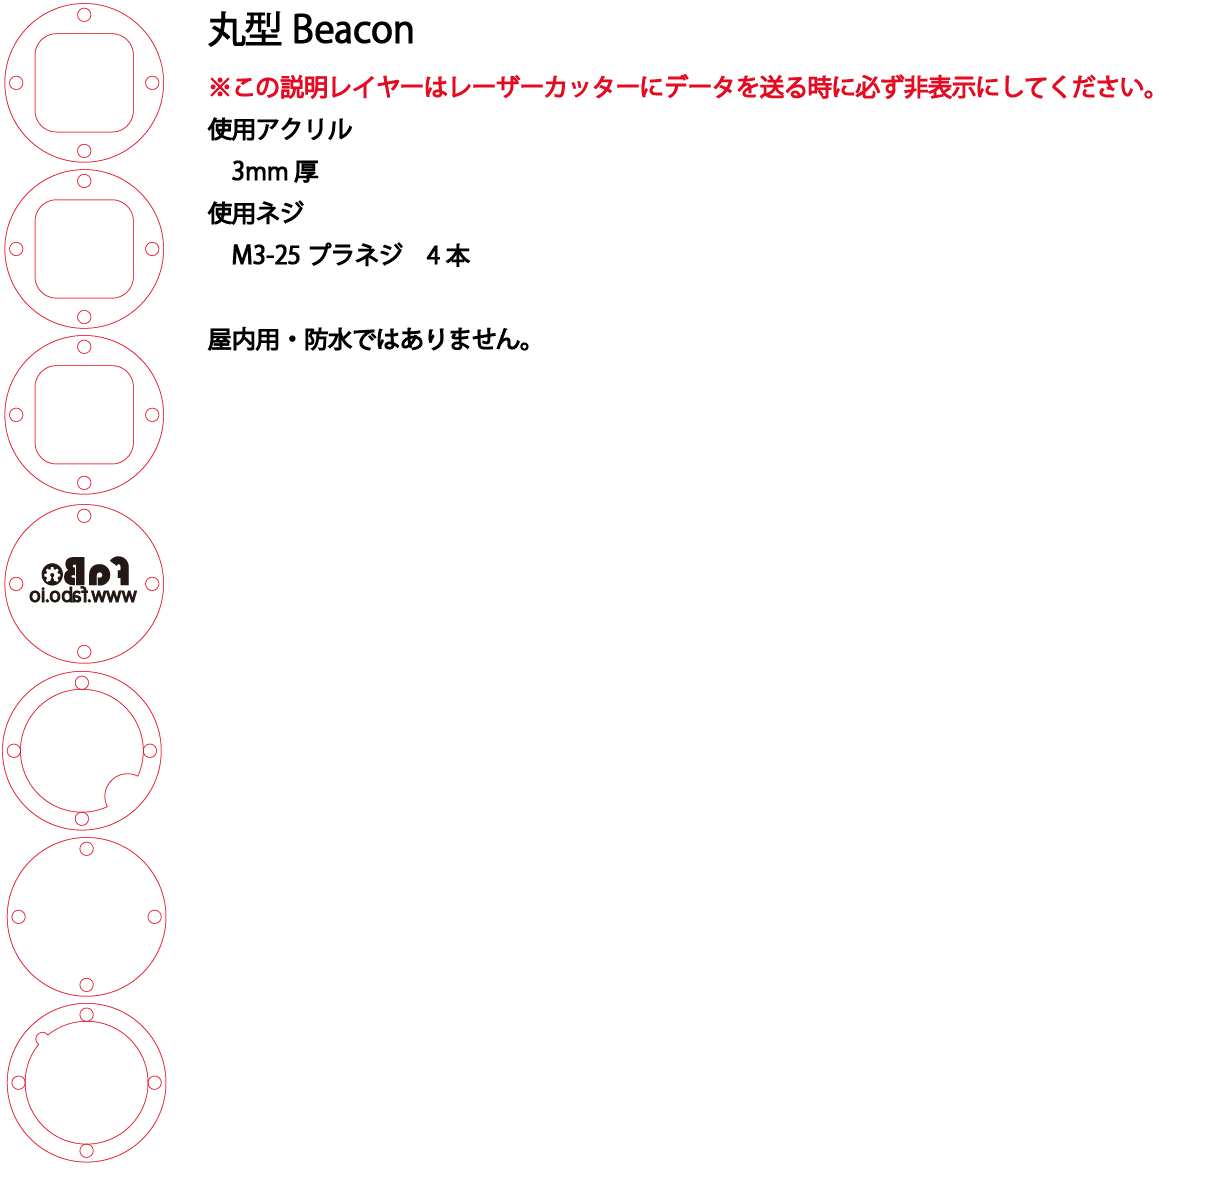 丸型 Beacon
※この説明レイヤーはレーザーカッターにデータを送る時に必ず非表示にしてください。
使用アクリル
3mm 厚
使用ネジ
M3-25 プラネジ　4 本
屋内用・防水ではありません。
FaBo
www.fabo.io